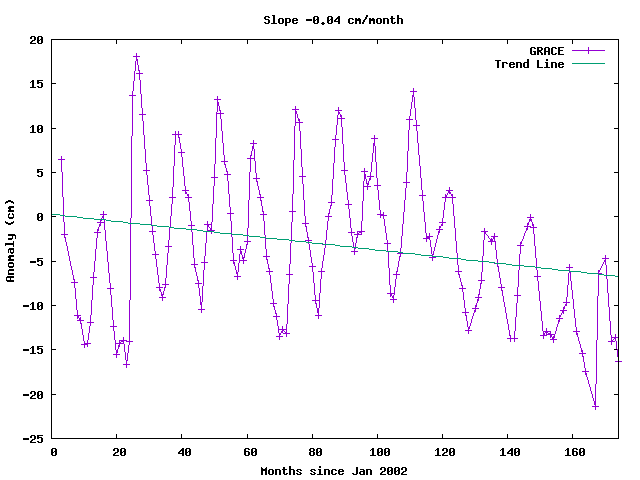 Slope -0.04 cm/month
GRACE
Trend Line
20
15
10
5
0
-5
-10
-15
-20
-25
Anomaly (cm)
0 20 40 60 80 100 120 140 160
Months since Jan 2002